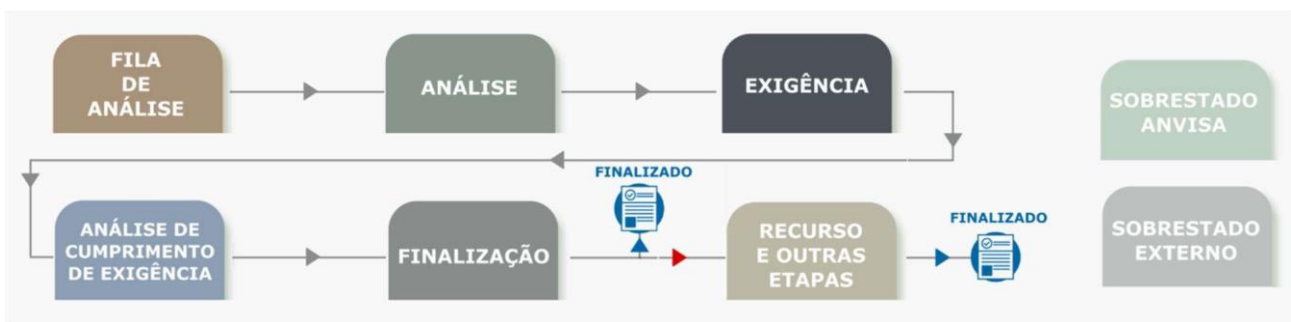 FILA
DE
ANÁLISE
ANÁLISE
EXIGÊNCIA
SOBRESTADO
ANVISA
ANÁLISE DE
CUMPRIMENTO
DE EXIGÊNCIA
FINALIZAÇÃO
FINALIZADO
RECURSO
E OUTRAS
ETAPAS
FINALIZADO
SOBRESTADO
EXTERNO